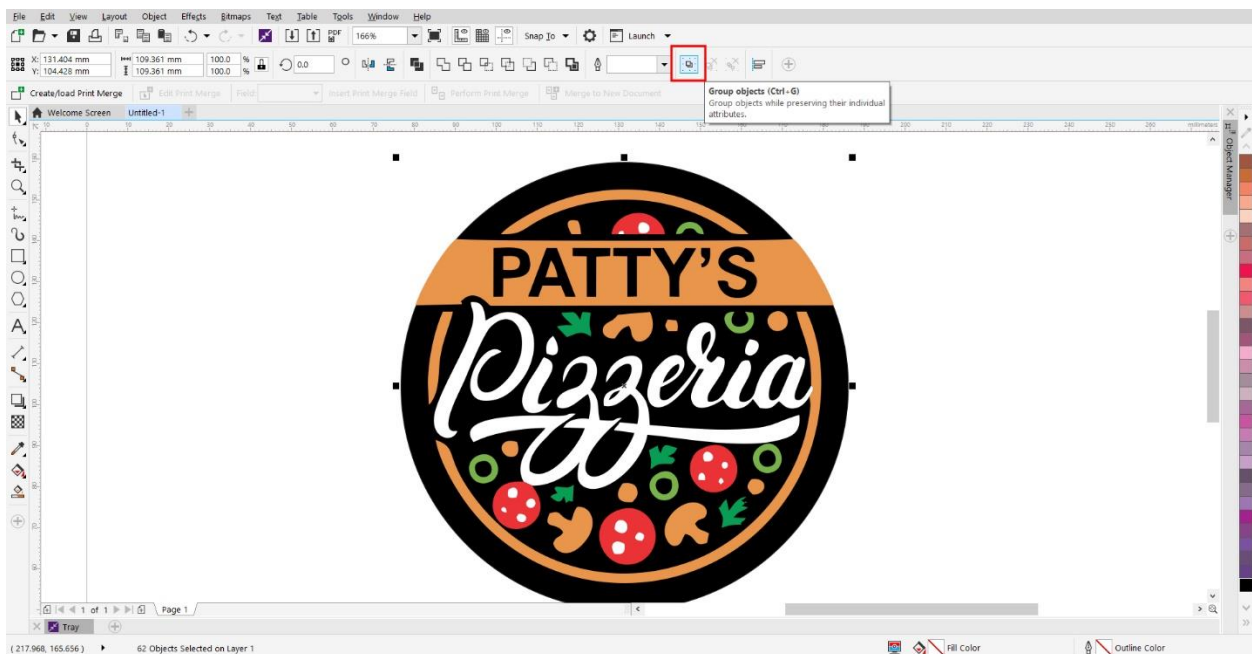 File Edit View Layout Object Effects Bitmaps Text Table Tools Window Help
PDF 166% Snap To Launch
X: 131.404 mm 109.361 mm 100.0 % 0.0 °
Y: 104.428 mm 109.361 mm 100.0 %
Create/load Print Merge Edit Print Merge Field: Insert Print Merge Field Perform Print Merge Merge to New Document
Group objects (Ctrl+G)
Group objects while preserving their individual
attributes.
Welcome Screen Untitled-1
millimeters
Object Manager
PATTY'S
Pizzeria
1 of 1 Page 1
Tray
( 217.968, 165.656 ) 62 Objects Selected on Layer 1 Fill Color Outline Color